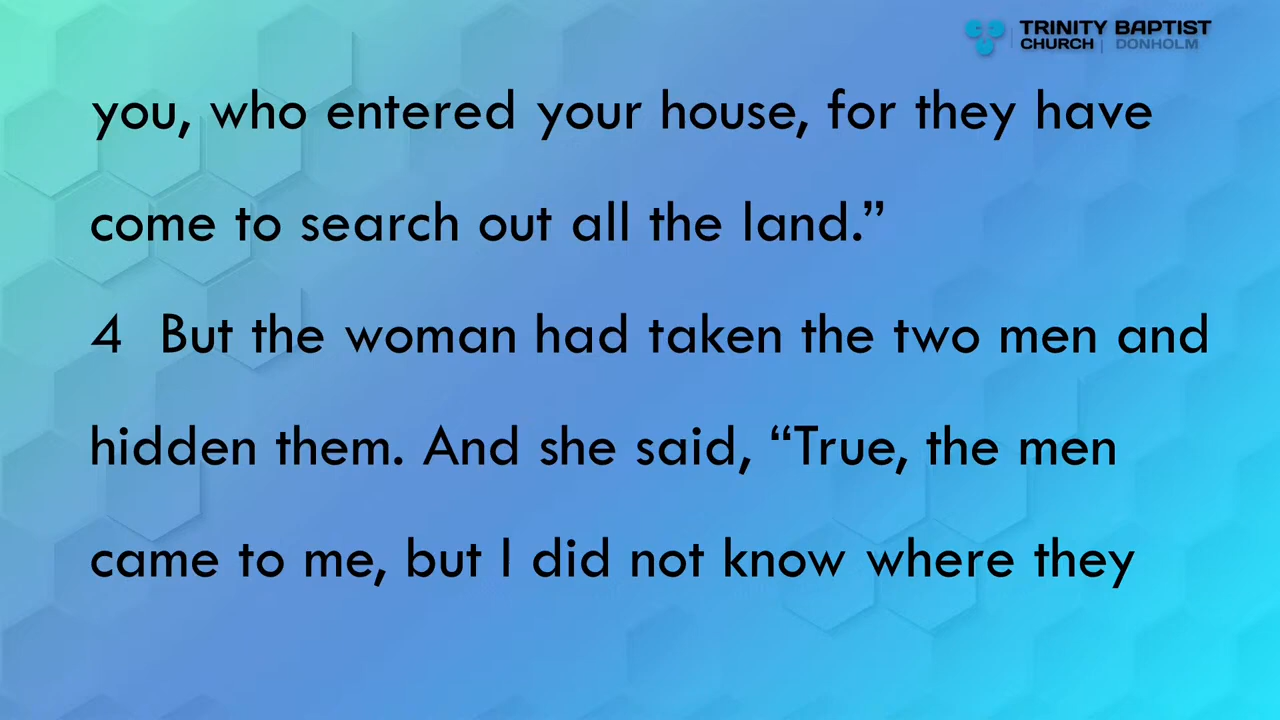 TRINITY BAPTIST
CHURCH | DONHOLM
you, who entered your house, for they have
come to search out all the land.”
4 But the woman had taken the two men and
hidden them. And she said, “True, the men
came to me, but I did not know where they